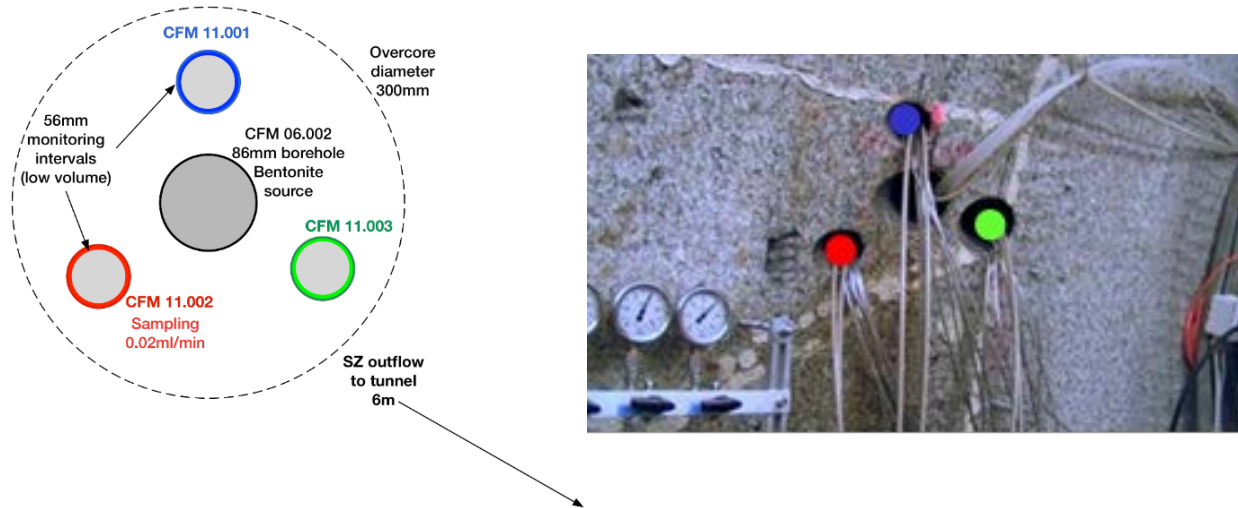 CFM 11.001
Overcore
diameter
300mm
56mm
monitoring
intervals
(low volume)
CFM 06.002
86mm borehole
Bentonite
source
CFM 11.003
CFM 11.002
Sampling
0.02ml/min
SZ outflow
to tunnel
6m